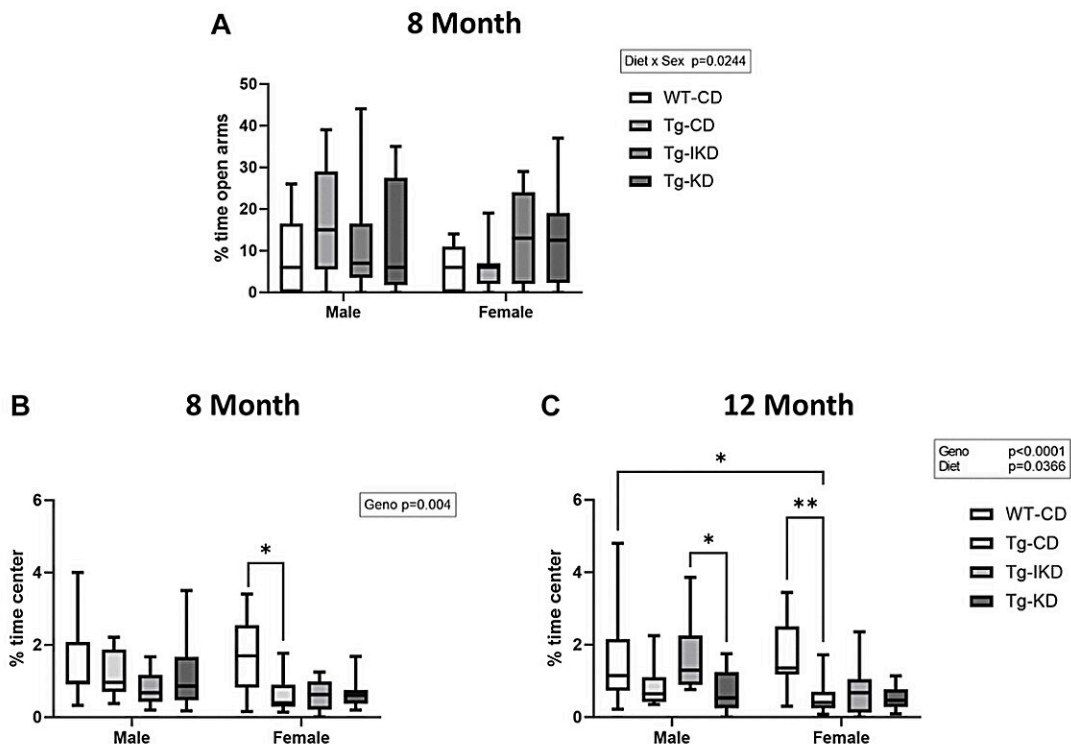 A
8 Month
Diet x Sex p=0.0244
WT-CD
Tg-CD
Tg-IKD
Tg-KD
% time open arms
50
40
30
20
10
0
Male
Female
B
8 Month
Geno p=0.004
% time center
6
4
2
0
*
Male
Female
C
12 Month
Geno p<0.0001
Diet p=0.0366
WT-CD
Tg-CD
Tg-IKD
Tg-KD
% time center
6
4
2
0
*
*
**
Male
Female